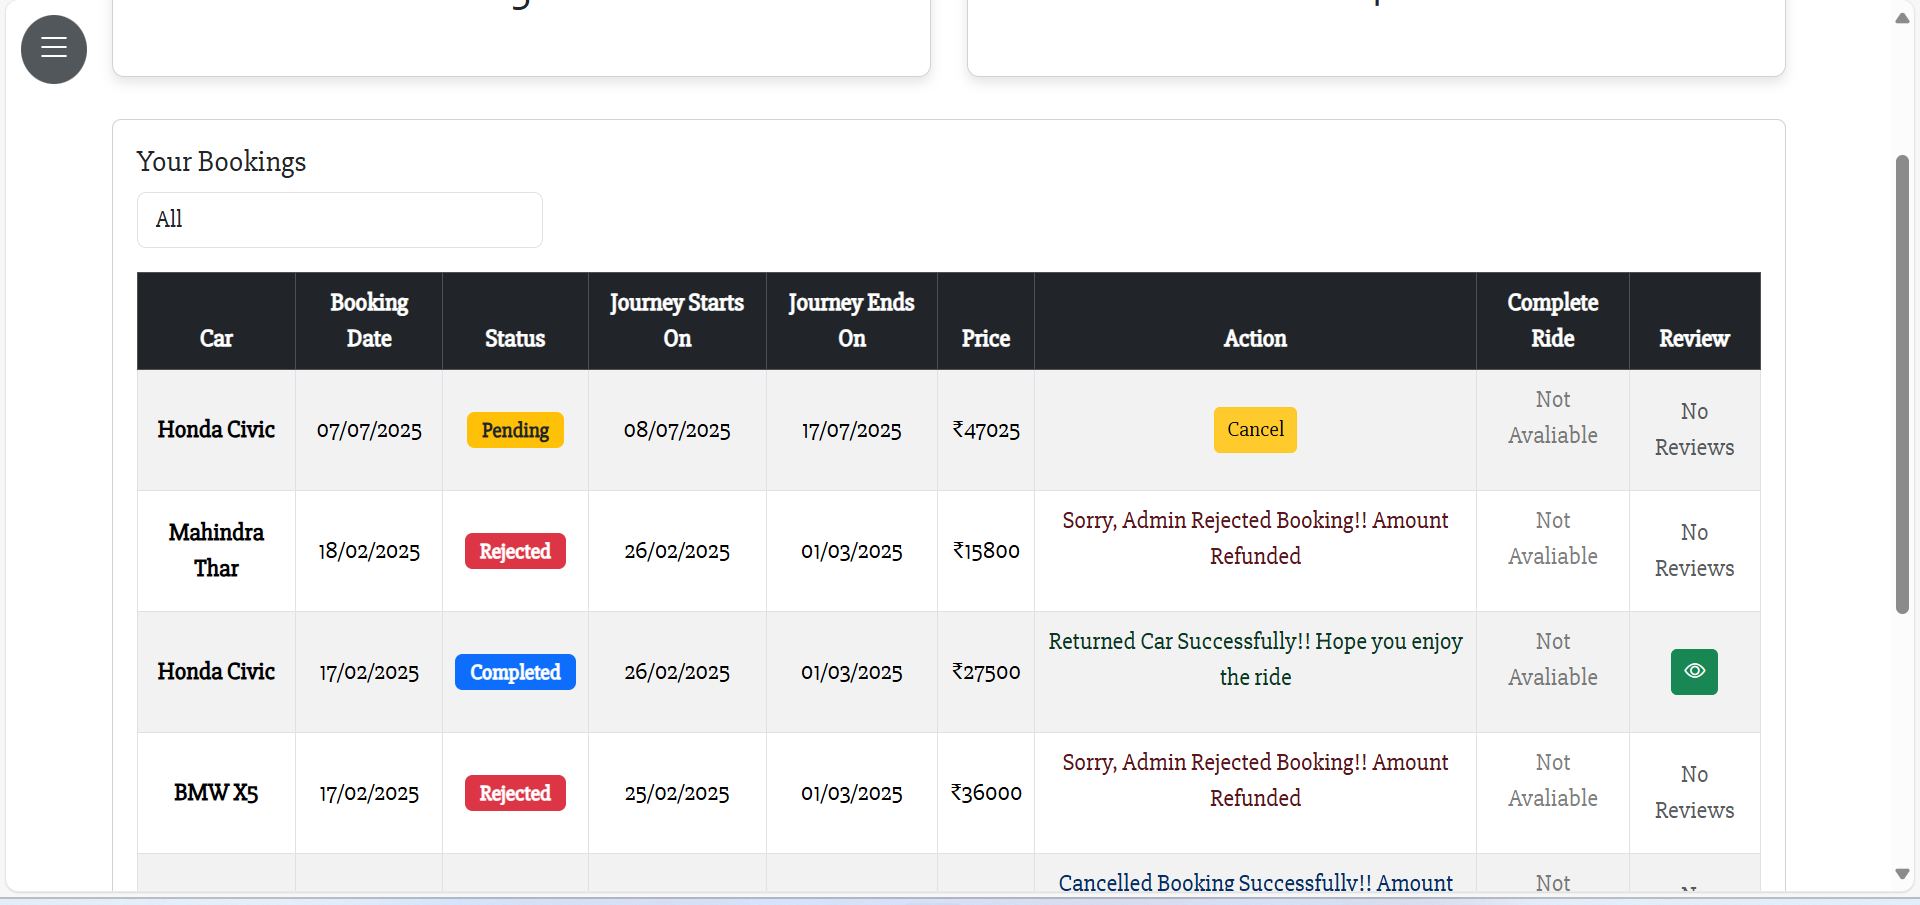 Your Bookings
All
Booking Journey Starts Journey Ends Complete
Car Date Status On On Price Action Ride Review
Honda Civic 07/07/2025 Pending 08/07/2025 17/07/2025 ₹47025 Cancel Not Avaliable No Reviews
Mahindra 18/02/2025 Rejected 26/02/2025 01/03/2025 ₹15800 Sorry, Admin Rejected Booking!! Amount Not No
Thar Refunded Avaliable Reviews
Honda Civic 17/02/2025 Completed 26/02/2025 01/03/2025 ₹27500 Returned Car Successfully!! Hope you enjoy Not
the ride Avaliable
BMW X5 17/02/2025 Rejected 25/02/2025 01/03/2025 ₹36000 Sorry, Admin Rejected Booking!! Amount Not No
Refunded Avaliable Reviews
Cancelled Booking Successfully!! Amount Not